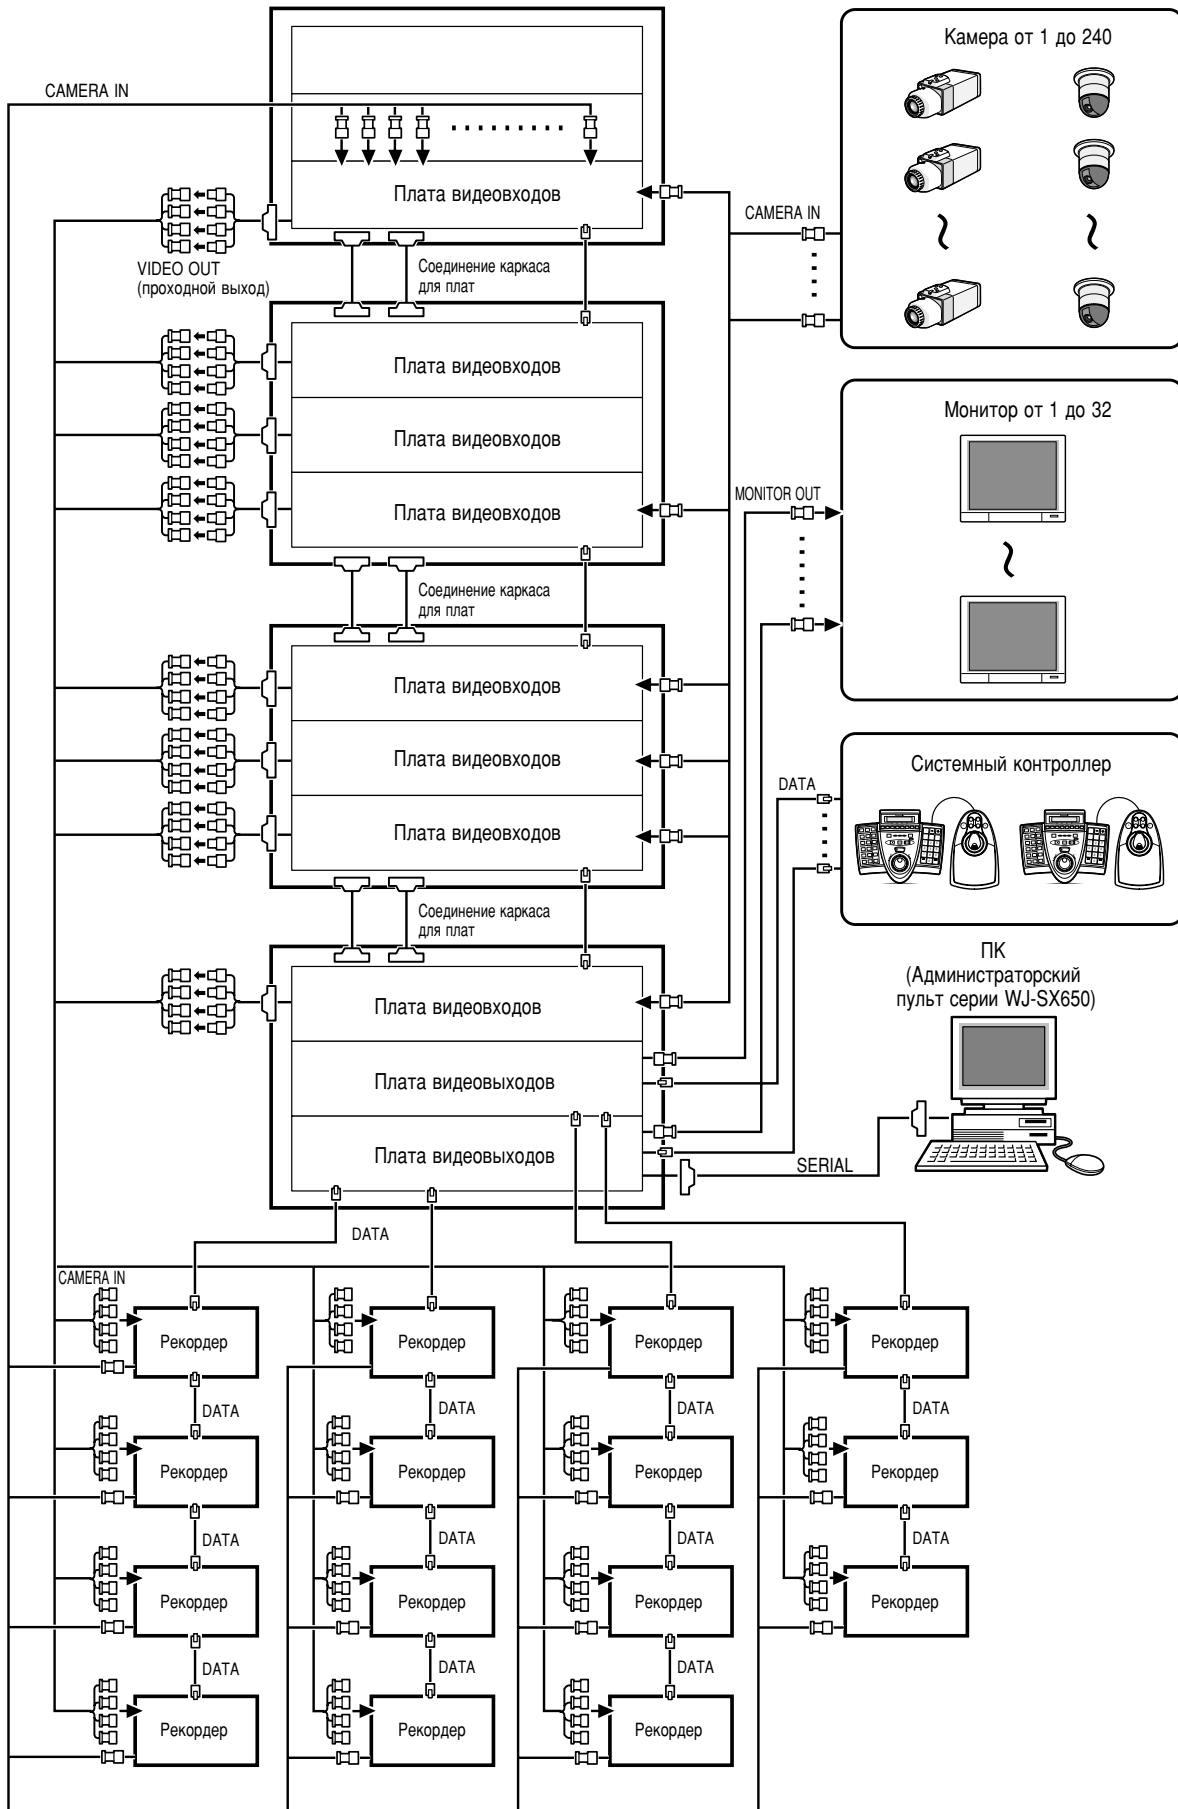 Камера от 1 до 240
CAMERA IN
Плата видеовходов
CAMERA IN
VIDEO OUT
(проходной выход)
Соединение каркаса
для плат
Плата видеовходов
Плата видеовходов
Плата видеовходов
Монитор от 1 до 32
MONITOR OUT
Соединение каркаса
для плат
Плата видеовходов
Плата видеовходов
Плата видеовходов
Системный контроллер
DATA
Соединение каркаса
для плат
ПК
(Администраторский
пульт серии WJ-SX650)
Плата видеовходов
Плата видеовыходов
Плата видеовыходов
SERIAL
DATA
CAMERA IN
Рекордер
Рекордер
Рекордер
Рекордер
DATA
DATA
DATA
DATA
Рекордер
Рекордер
Рекордер
Рекордер
DATA
DATA
DATA
DATA
Рекордер
Рекордер
Рекордер
Рекордер
DATA
DATA
DATA
Рекордер
Рекордер
Рекордер